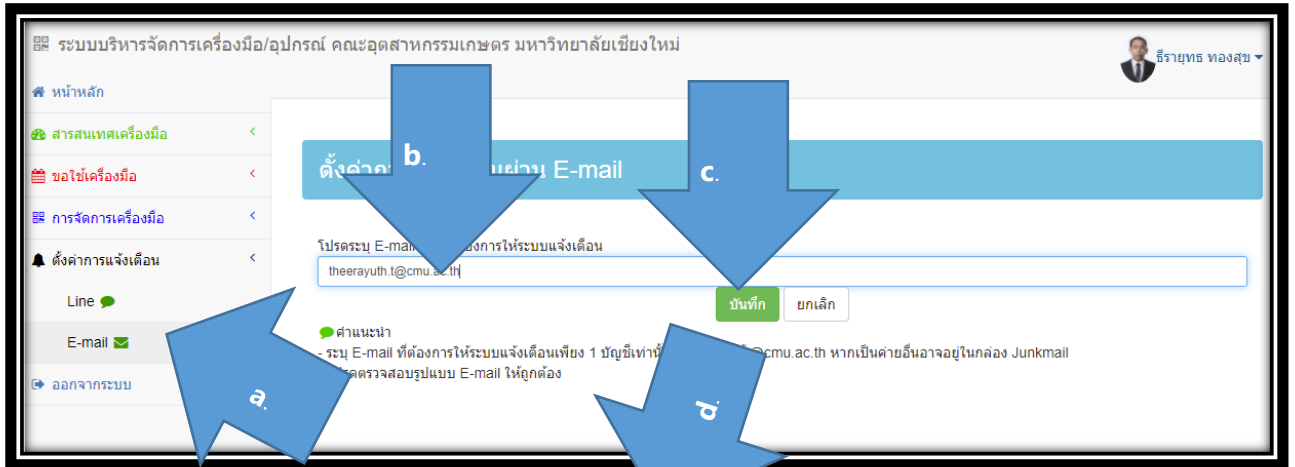 ระบบบริหารจัดการเครื่องมือ/อุปกรณ์ คณะอุตสาหกรรมเกษตร มหาวิทยาลัยเชียงใหม่
ธีรายุทธ ทองสุข
หน้าหลัก
สารสนเทศเครื่องมือ
ขอใช้เครื่องมือ
การจัดการเครื่องมือ
ตั้งค่าการแจ้งเตือน
Line
E-mail
ออกจากระบบ
b.
c.
ตั้งค่า ผ่าน E-mail
โปรดระบุ E-mail ต้องการให้ระบบแจ้งเตือน
theerayuth.t@cmu.ac.th
บันทึก ยกเลิก
คำแนะนำ
- ระบุ E-mail ที่ต้องการให้ระบบแจ้งเตือนเพียง 1 บัญชีเท่านั้น @cmu.ac.th หากเป็นค่ายอื่นอาจอยู่ในกล่อง Junkmail
ตรวจสอบรูปแบบ E-mail ให้ถูกต้อง
a.
d.